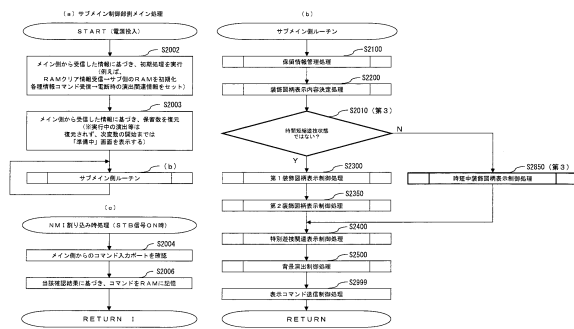 (a) サブメイン制御部側メイン処理
START (電源投入)
S2002
メイン側から受信した情報に基づき、初期処理を実行
(例えば、
RAMクリア情報受信→サブ側のRAMを初期化
各種情報コマンド受信→電断時の演出関連情報をセット)
S2003
メイン側から受信した情報に基づき、保留数を復元
(※実行中の演出等は
復元されず、次変動の開始までは
「準備中」画面を表示する)
(b)
サブメイン側ルーチン
(c)
NMI割り込み時処理 (STB信号ON時)
S2004
メイン側からのコマンド入力ポートを確認
S2006
当該確認結果に基づき、コマンドをRAMに記憶
RETURN I
(b)
サブメイン側ルーチン
S2100
保留情報管理処理
S2200
装飾図柄表示内容決定処理
S2010 (第3)
時間短縮遊技状態
ではない?
N
Y
S2300
第1装飾図柄表示制御処理
S2850 (第3)
時短中装飾図柄表示制御処理
S2350
第2装飾図柄表示制御処理
S2400
特別遊技関連表示制御処理
S2500
背景演出制御処理
S2999
表示コマンド送信制御処理
RETURN